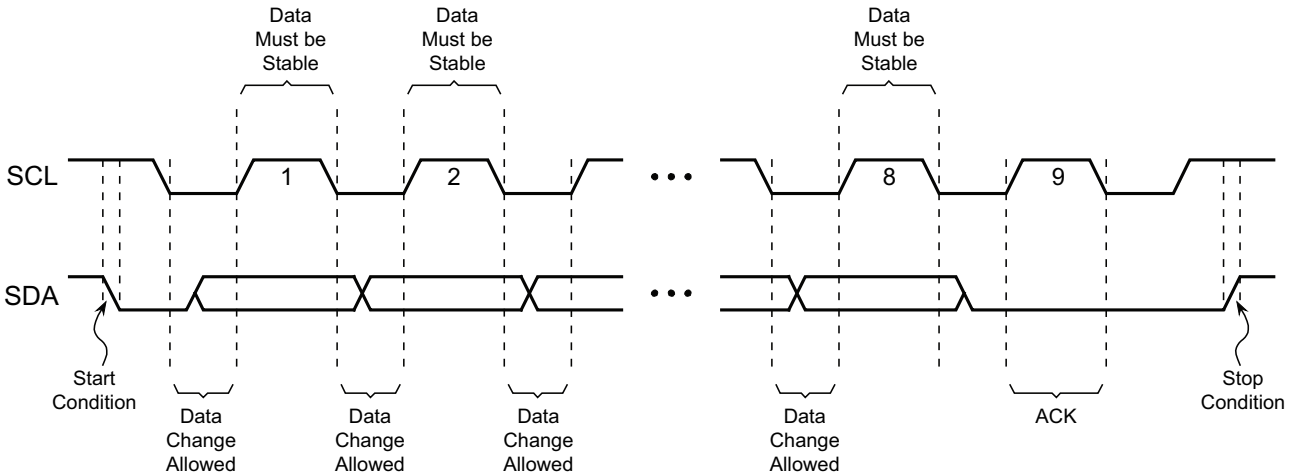 Data
Must be
Stable
Data
Must be
Stable
Data
Must be
Stable
SCL
1
2
8
9
SDA
Start
Condition
Data
Change
Allowed
Data
Change
Allowed
Data
Change
Allowed
Data
Change
Allowed
ACK
Stop
Condition